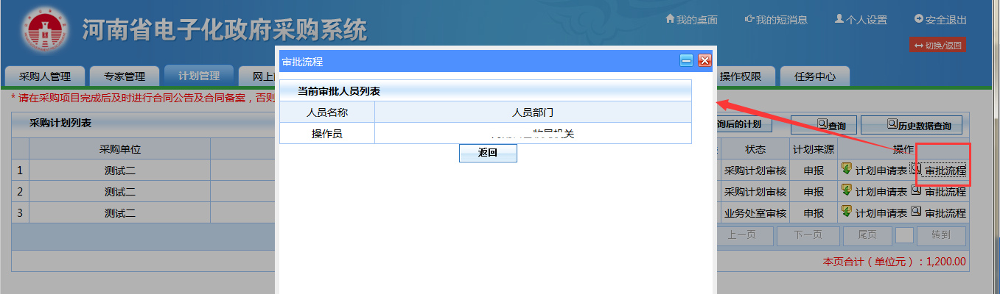 河南省电子化政府采购系统
我的桌面 我的短消息 个人设置 安全退出
切换/返回
采购人管理 专家管理 计划管理 网上 操作权限 任务中心
* 请在采购项目完成后及时进行合同公告及合同备案，否则
采购计划列表
询后的计划 查询 历史数据查询
采购单位 状态 计划来源 操作
1 测试二 采购计划审核 申报 计划申请表 审批流程
2 测试二 采购计划审核 申报 计划申请表 审批流程
3 测试二 业务处室审核 申报 计划申请表 审批流程
上一页 下一页 尾页 转到
本页合计（单位元）：1,200.00
审批流程
当前审批人员列表
人员名称 人员部门
操作员 机关
返回